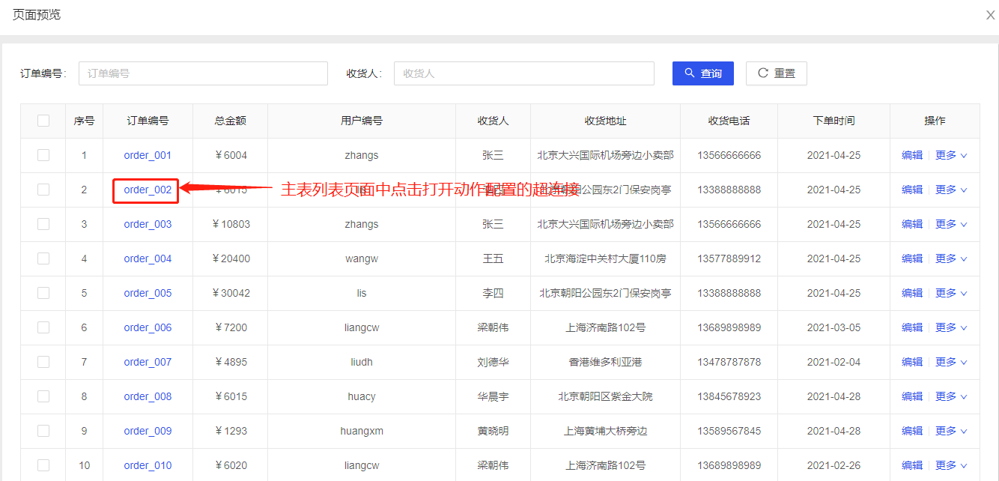 页面预览
订单编号: 订单编号 收货人: 收货人 查询 重置
序号 订单编号 总金额 用户编号 收货人 收货地址 收货电话 下单时间 操作
1 order_001 ¥6004 zhangs 张三 北京大兴国际机场旁边小卖部 13566666666 2021-04-25 编辑 更多
2 order_002 ¥6015 主表列表页面中点击打开动作配置的超连接 北京朝阳公园东2门保安岗亭 13388888888 2021-04-25 编辑 更多
3 order_003 ¥10803 zhangs 张三 北京大兴国际机场旁边小卖部 13566666666 2021-04-25 编辑 更多
4 order_004 ¥20400 wangw 王五 北京海淀中关村大厦110房 13577889912 2021-04-25 编辑 更多
5 order_005 ¥30042 lis 李四 北京朝阳公园东2门保安岗亭 13388888888 2021-04-25 编辑 更多
6 order_006 ¥7200 liangcw 梁朝伟 上海济南路102号 13689898989 2021-03-05 编辑 更多
7 order_007 ¥4895 liudh 刘德华 香港维多利亚港 13478787878 2021-02-04 编辑 更多
8 order_008 ¥6015 huacy 华晨宇 北京朝阳区紫金大院 13845678923 2021-04-28 编辑 更多
9 order_009 ¥1293 huangxm 黄晓明 上海黄埔大桥旁边 13589567845 2021-04-28 编辑 更多
10 order_010 ¥6020 liangcw 梁朝伟 上海济南路102号 13689898989 2021-02-26 编辑 更多